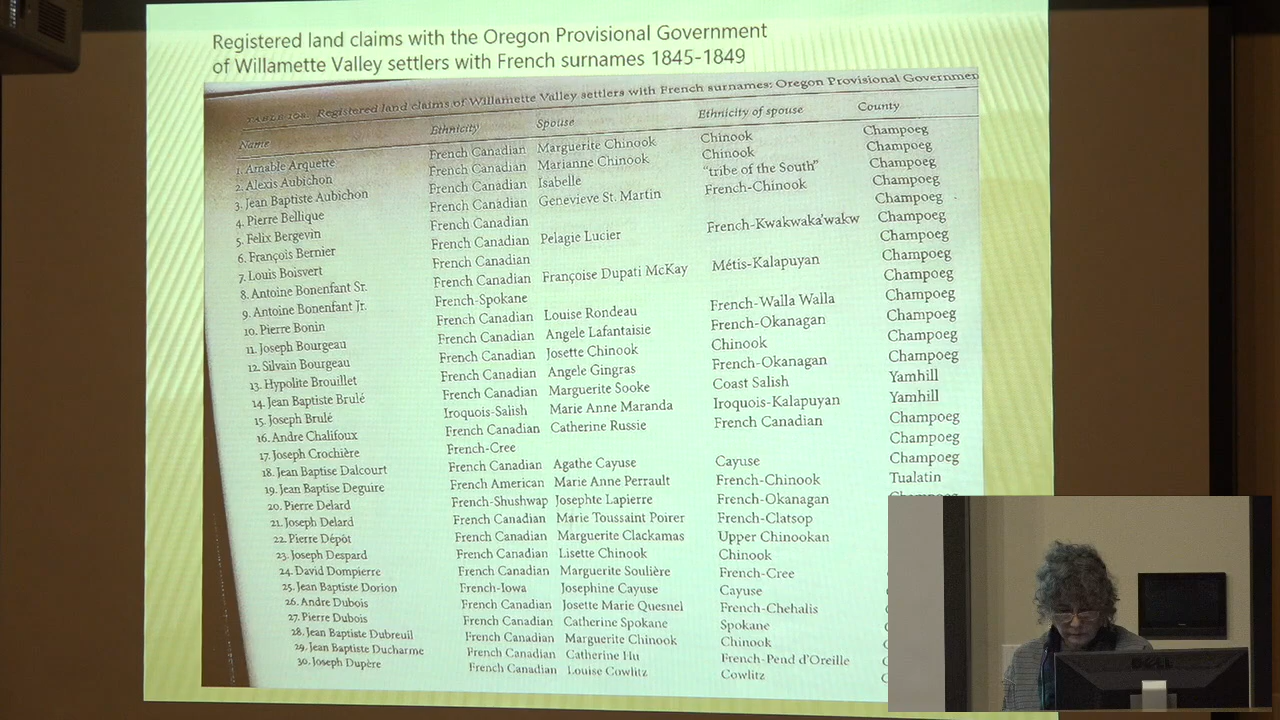 Registered land claims with the Oregon Provisional Government
of Willamette Valley settlers with French surnames 1845-1849
Registered land claims of Willamette Valley settlers with French surnames: Oregon Provisional Governmen
Name Ethnicity Spouse Ethnicity of spouse County
1. Amable Arquette French Canadian Marguerite Chinook Chinook Champoeg
2. Alexis Aubichon French Canadian Marianne Chinook Chinook Champoeg
3. Jean Baptiste Aubichon French Canadian Isabelle "tribe of the South" Champoeg
4. Pierre Bellique French Canadian Genevieve St. Martin French-Chinook Champoeg
5. Felix Bergevin French Canadian Champoeg
6. François Bernier French Canadian Pelagie Lucier French-Kwakwaka'wakw Champoeg
7. Louis Boisvert French Canadian Champoeg
8. Antoine Bonenfant Sr. French Canadian Françoise Dupati McKay Métis-Kalapuyan Champoeg
9. Antoine Bonenfant Jr. French-Spokane Champoeg
10. Pierre Bonin French Canadian Louise Rondeau French-Walla Walla Champoeg
11. Joseph Bourgeau French Canadian Angele Lafantaisie French-Okanagan Champoeg
12. Silvain Bourgeau French Canadian Josette Chinook Chinook Champoeg
13. Hypolite Brouillet French Canadian Angele Gingras French-Okanagan Champoeg
14. Jean Baptiste Brulé French Canadian Marguerite Sooke Coast Salish Yamhill
15. Joseph Brulé Iroquois-Salish Marie Anne Maranda Iroquois-Kalapuyan Yamhill
16. Andre Chalifoux French Canadian Catherine Russie French Canadian Champoeg
17. Joseph Crochière French-Cree Champoeg
18. Jean Baptise Dalcourt French Canadian Agathe Cayuse Cayuse Champoeg
19. Jean Baptise Deguire French American Marie Anne Perrault French-Chinook Tualatin
20. Pierre Delard French-Shushwap Josephte Lapierre French-Okanagan
21. Joseph Delard French Canadian Marie Toussaint Poirer French-Clatsop
22. Pierre Dépôt French Canadian Marguerite Clackamas Upper Chinookan
23. Joseph Despard French Canadian Lisette Chinook Chinook
24. David Dompierre French Canadian Marguerite Soulière French-Cree
25. Jean Baptiste Dorion French-Iowa Josephine Cayuse Cayuse
26. Andre Dubois French Canadian Josette Marie Quesnel French-Chehalis
27. Pierre Dubois French Canadian Catherine Spokane Spokane
28. Jean Baptiste Dubreuil French Canadian Marguerite Chinook Chinook
29. Jean Baptiste Ducharme French Canadian Catherine Hu French-Pend d'Oreille
30. Joseph Dupère French Canadian Louise Cowlitz Cowlitz
DELL